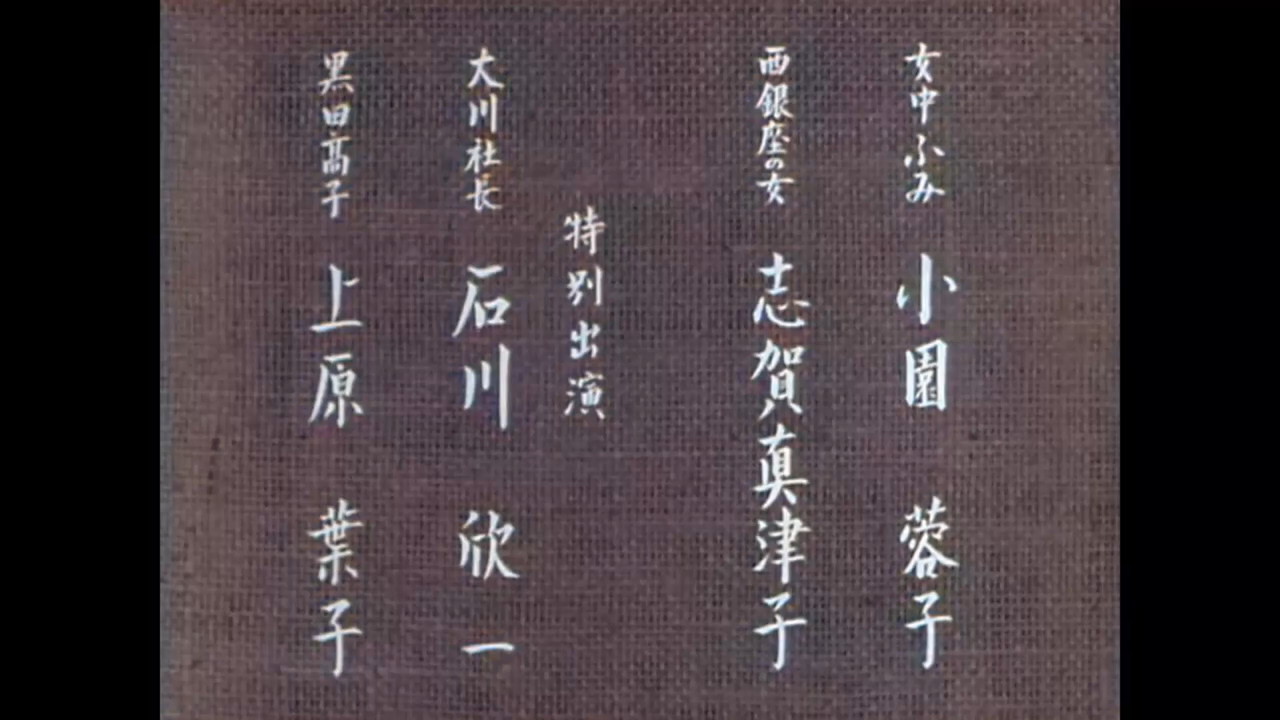 女中ふみ 小園 蓉子
西銀座の女 志賀真津子
特別出演
大川社長 石川 欣一
黒田高子 上原 葉子